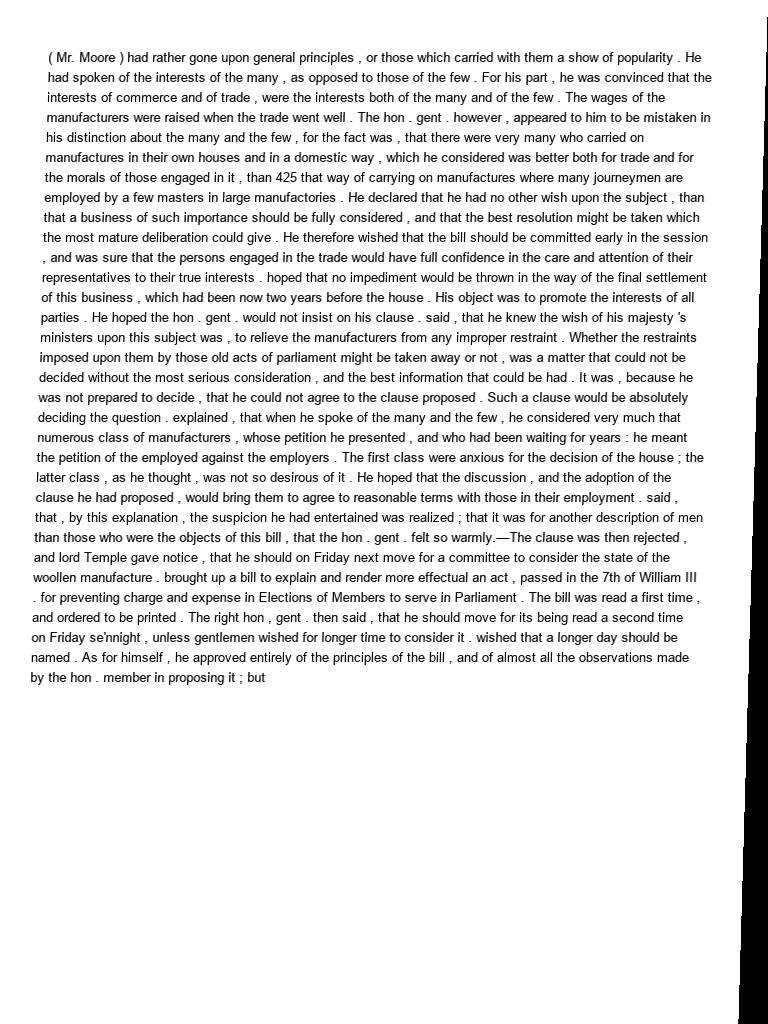 ( Mr. Moore ) had rather gone upon general principles , or those which carried with them a show of popularity . He
had spoken of the interests of the many , as opposed to those of the few . For his part , he was convinced that the
interests of commerce and of trade , were the interests both of the many and of the few . The wages of the
manufacturers were raised when the trade went well . The hon . gent . however , appeared to him to be mistaken in
his distinction about the many and the few , for the fact was , that there were very many who carried on
manufactures in their own houses and in a domestic way , which he considered was better both for trade and for
the morals of those engaged in it , than 425 that way of carrying on manufactures where many journeymen are
employed by a few masters in large manufactories . He declared that he had no other wish upon the subject , than
that a business of such importance should be fully considered , and that the best resolution might be taken which
the most mature deliberation could give . He therefore wished that the bill should be committed early in the session
, and was sure that the persons engaged in the trade would have full confidence in the care and attention of their
representatives to their true interests . hoped that no impediment would be thrown in the way of the final settlement
of this business , which had been now two years before the house . His object was to promote the interests of all
parties . He hoped the hon . gent . would not insist on his clause . said , that he knew the wish of his majesty 's
ministers upon this subject was , to relieve the manufacturers from any improper restraint . Whether the restraints
imposed upon them by those old acts of parliament might be taken away or not , was a matter that could not be
decided without the most serious consideration , and the best information that could be had . It was , because he
was not prepared to decide , that he could not agree to the clause proposed . Such a clause would be absolutely
deciding the question . explained , that when he spoke of the many and the few , he considered very much that
numerous class of manufacturers , whose petition he presented , and who had been waiting for years : he meant
the petition of the employed against the employers . The first class were anxious for the decision of the house ; the
latter class , as he thought , was not so desirous of it . He hoped that the discussion , and the adoption of the
clause he had proposed , would bring them to agree to reasonable terms with those in their employment . said ,
that , by this explanation , the suspicion he had entertained was realized ; that it was for another description of men
than those who were the objects of this bill , that the hon . gent . felt so warmly.—The clause was then rejected ,
and lord Temple gave notice , that he should on Friday next move for a committee to consider the state of the
woollen manufacture . brought up a bill to explain and render more effectual an act , passed in the 7th of William III
. for preventing charge and expense in Elections of Members to serve in Parliament . The bill was read a first time ,
and ordered to be printed . The right hon , gent . then said , that he should move for its being read a second time
on Friday se'nnight , unless gentlemen wished for longer time to consider it . wished that a longer day should be
named . As for himself , he approved entirely of the principles of the bill , and of almost all the observations made
by the hon . member in proposing it ; but